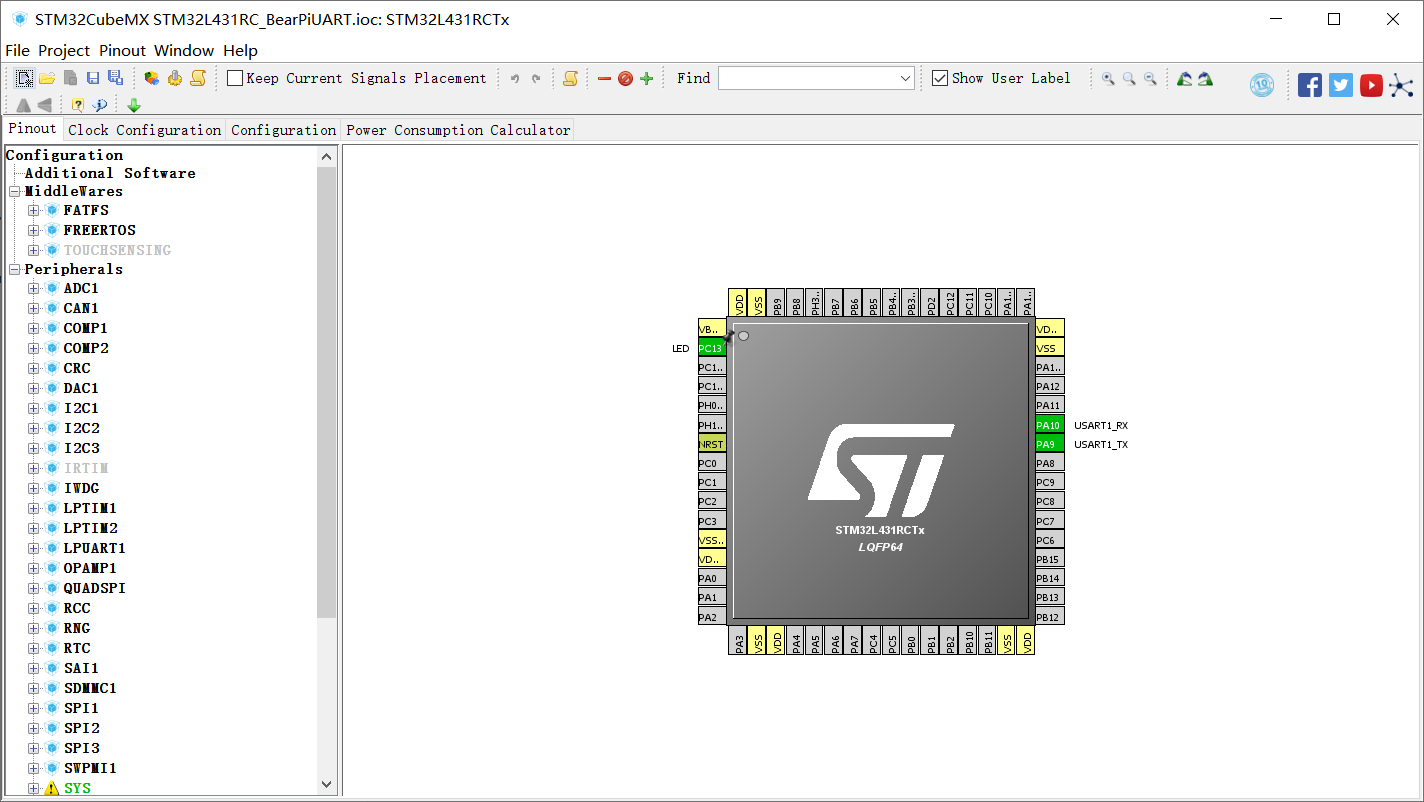 STM32CubeMX STM32L431RC_BearPiUART.ioc: STM32L431RCTx
File Project Pinout Window Help
Keep Current Signals Placement
Find
Show User Label
Pinout Clock Configuration Configuration Power Consumption Calculator
Configuration
Additional Software
MiddleWares
FATFS
FREERTOS
TOUCHSENSING
Peripherals
ADC1
CAN1
COMP1
COMP2
CRC
DAC1
I2C1
I2C2
I2C3
IRTIM
IWDG
LPTIM1
LPTIM2
LPUART1
OPAMP1
QUADSPI
RCC
RNG
RTC
SAI1
SDMMC1
SPI1
SPI2
SPI3
SWPMI1
SYS
VDD VSS PB9 PB8 PH3.. PB7 PB6 PB5 PB4.. PB3.. PD2 PC12 PC11 PC10 PA1.. PA1..
VB..
LED PC13
PC1..
PC1..
PH0..
PH1..
NRST
PC0
PC1
PC2
PC3
VSS..
VD..
PA0
PA1
PA2
ST
STM32L431RCTx
LQFP64
VD..
VSS
PA1..
PA12
PA11
PA10 USART1_RX
PA9 USART1_TX
PA8
PC9
PC8
PC7
PC6
PB15
PB14
PB13
PB12
PA3 VSS VDD PA4 PA5 PA6 PA7 PC4 PC5 PB0 PB1 PB2 PB10 PB11 VSS VDD